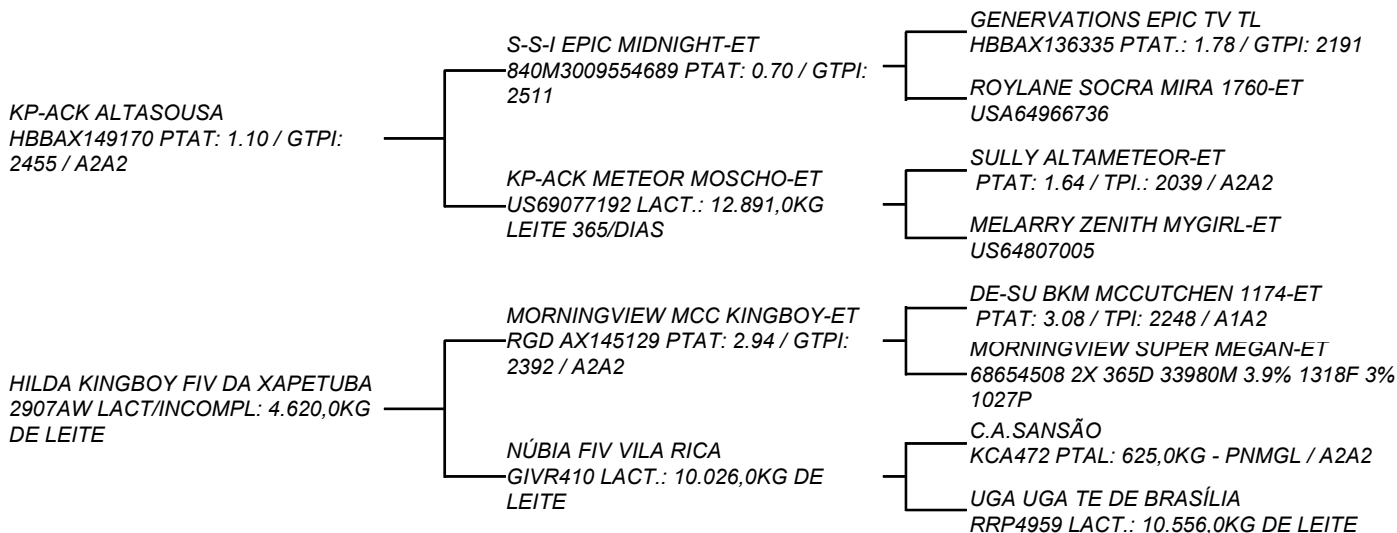 KP-ACK ALTASOUSA
HBBAX149170 PTAT: 1.10 / GTPI:
2455 / A2A2
HILDA KINGBOY FIV DA XAPETUBA
2907AW LACT/INCOMPL: 4.620,0KG
DE LEITE
S-S-I EPIC MIDNIGHT-ET
840M3009554689 PTAT: 0.70 / GTPI:
2511
KP-ACK METEOR MOSCHO-ET
US69077192 LACT.: 12.891,0KG
LEITE 365/DIAS
MORNINGVIEW MCC KINGBOY-ET
RGD AX145129 PTAT: 2.94 / GTPI:
2392 / A2A2
NÚBIA FIV VILA RICA
GIVR410 LACT.: 10.026,0KG DE
LEITE
GENERVATIONS EPIC TV TL
HBBAX136335 PTAT.: 1.78 / GTPI: 2191
ROYLANE SOCRA MIRA 1760-ET
USA64966736
SULLY ALTAMETEOR-ET
PTAT: 1.64 / TPI.: 2039 / A2A2
MELARRY ZENITH MYGIRL-ET
US64807005
DE-SU BKM MCCUTCHEN 1174-ET
PTAT: 3.08 / TPI: 2248 / A1A2
MORNINGVIEW SUPER MEGAN-ET
68654508 2X 365D 33980M 3.9% 1318F 3%
1027P
C.A.SANSÃO
KCA472 PTAL: 625,0KG - PNMGL / A2A2
UGA UGA TE DE BRASÍLIA
RRP4959 LACT.: 10.556,0KG DE LEITE